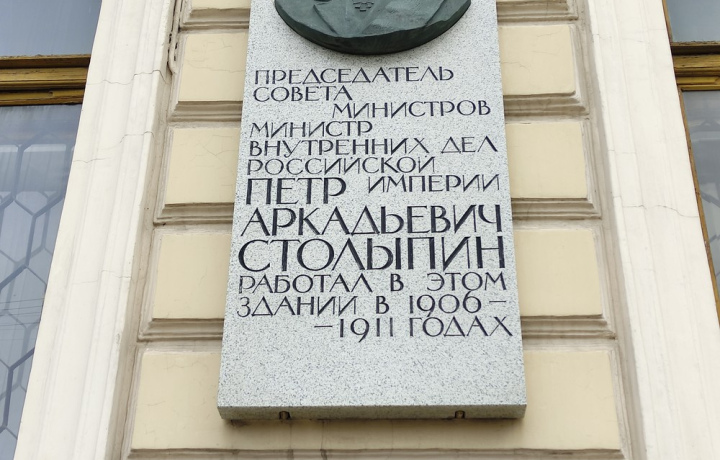 ПРЕДСЕДАТЕЛЬ
СОВЕТА
МИНИСТРОВ
МИНИСТР
ВНУТРЕННИХ ДЕЛ
РОССИЙСКОЙ
ПЕТР ИМПЕРИИ
АРКАДЬЕВИЧ
СТОЛЫПИН
РАБОТАЛ В ЭТОМ
ЗДАНИИ В 1906–
–1911 ГОДАХ